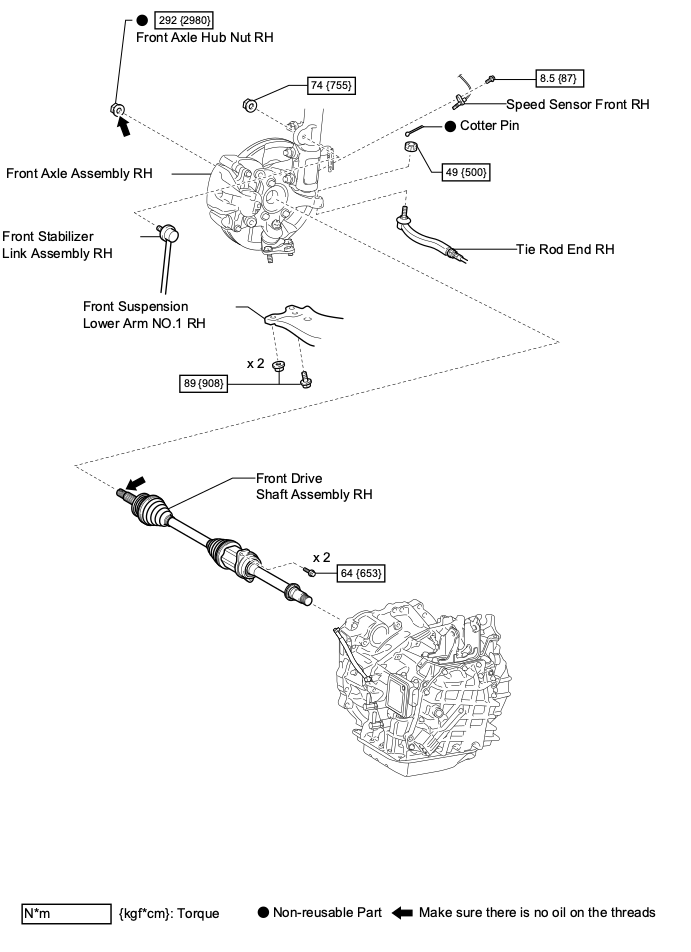 ● 292 {2980}
Front Axle Hub Nut RH
74 {755}
8.5 {87}
Speed Sensor Front RH
● Cotter Pin
49 {500}
Front Axle Assembly RH
Front Stabilizer
Link Assembly RH
Tie Rod End RH
Front Suspension
Lower Arm NO.1 RH
x 2
89 {908}
Front Drive
Shaft Assembly RH
x 2
64 {653}
N*m {kgf*cm}: Torque ● Non-reusable Part Make sure there is no oil on the threads